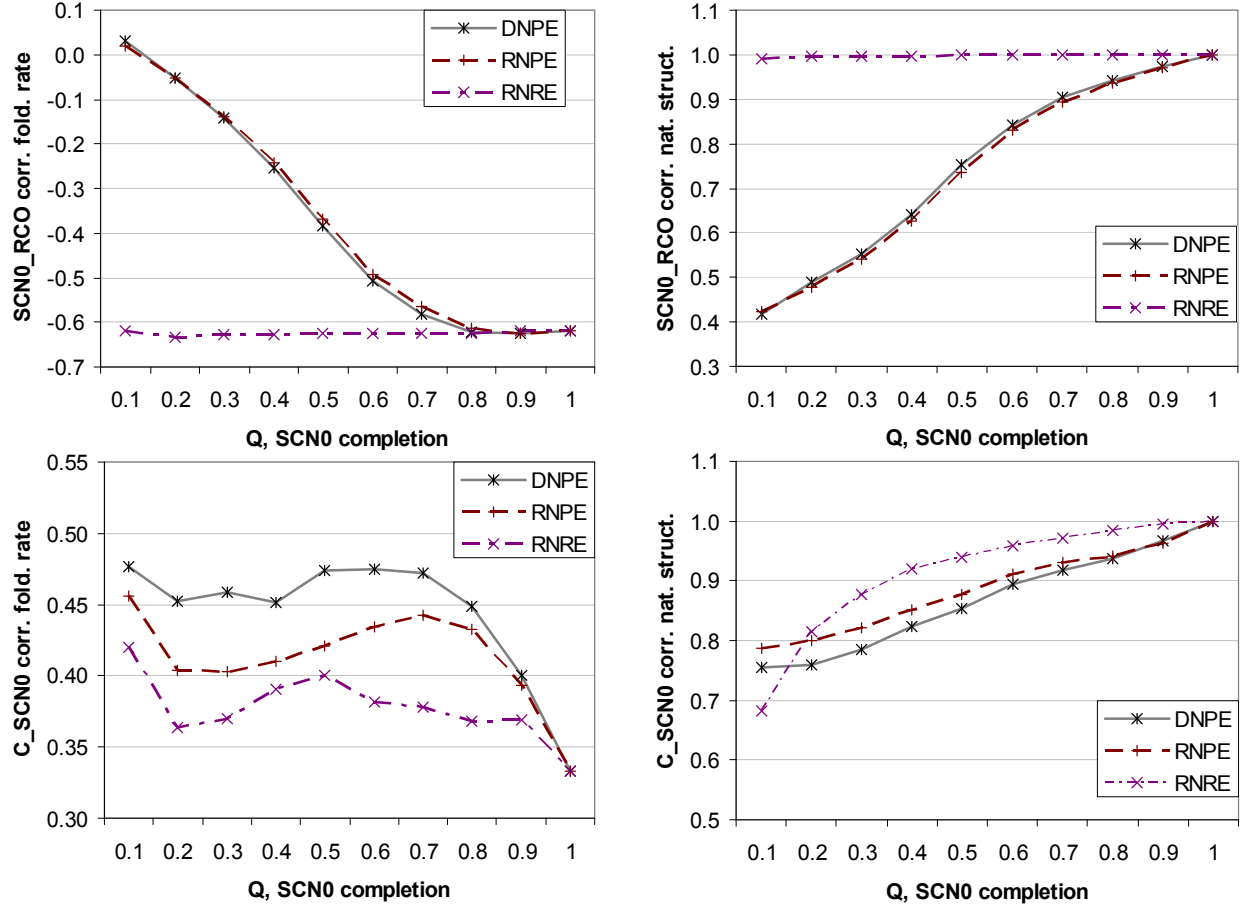 SCN0_RCO corr. fold. rate
0.1
0.0
-0.1
-0.2
-0.3
-0.4
-0.5
-0.6
-0.7
DNPE
RNPE
RNRE
0.1 0.2 0.3 0.4 0.5 0.6 0.7 0.8 0.9 1
Q, SCN0 completion
SCN0_RCO corr. nat. struct.
1.1
1.0
0.9
0.8
0.7
0.6
0.5
0.4
0.3
DNPE
RNPE
RNRE
0.1 0.2 0.3 0.4 0.5 0.6 0.7 0.8 0.9 1
Q, SCN0 completion
C_SCN0 corr. fold. rate
0.55
0.50
0.45
0.40
0.35
0.30
DNPE
RNPE
RNRE
0.1 0.2 0.3 0.4 0.5 0.6 0.7 0.8 0.9 1
Q, SCN0 completion
C_SCN0 corr. nat. struct.
1.1
1.0
0.9
0.8
0.7
0.6
0.5
DNPE
RNPE
RNRE
0.1 0.2 0.3 0.4 0.5 0.6 0.7 0.8 0.9 1
Q, SCN0 completion